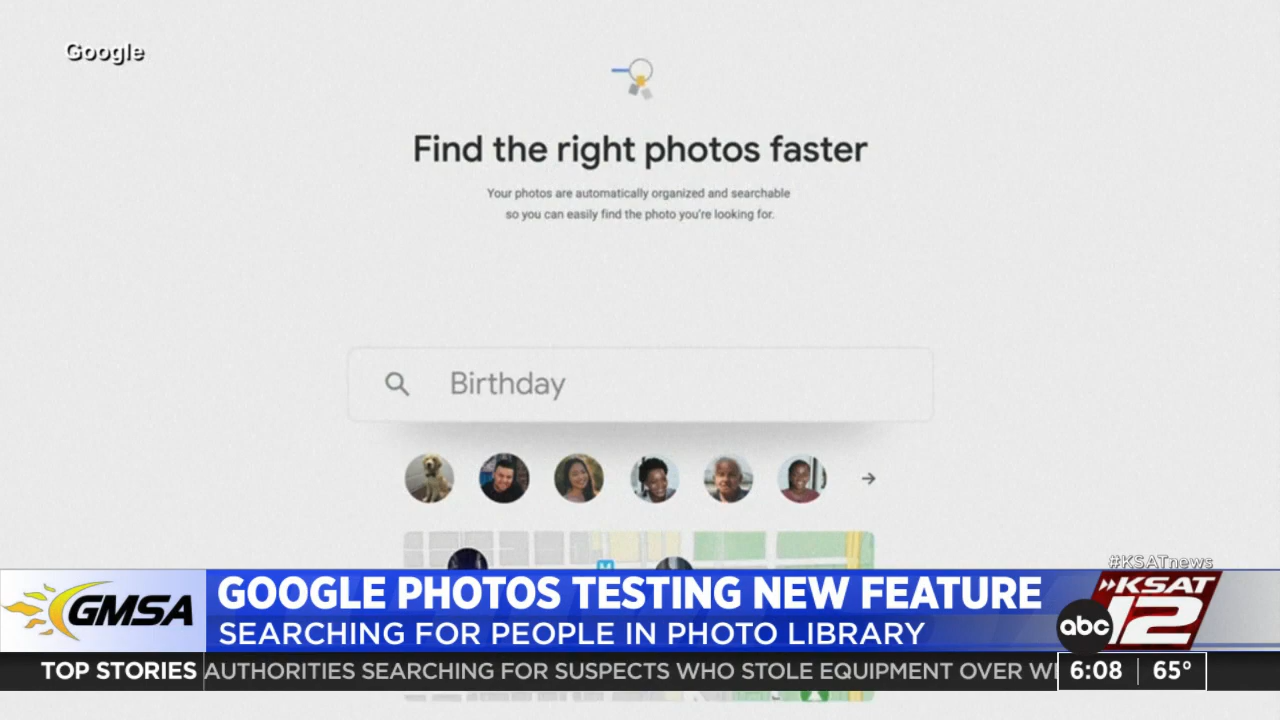 Google
Find the right photos faster
Your photos are automatically organized and searchable
so you can easily find the photo you're looking for.
Birthday
#KSATnews
GMSA
GOOGLE PHOTOS TESTING NEW FEATURE
SEARCHING FOR PEOPLE IN PHOTO LIBRARY
KSAT
abc 12
TOP STORIES
AUTHORITIES SEARCHING FOR SUSPECTS WHO STOLE EQUIPMENT OVER
6:08 65°